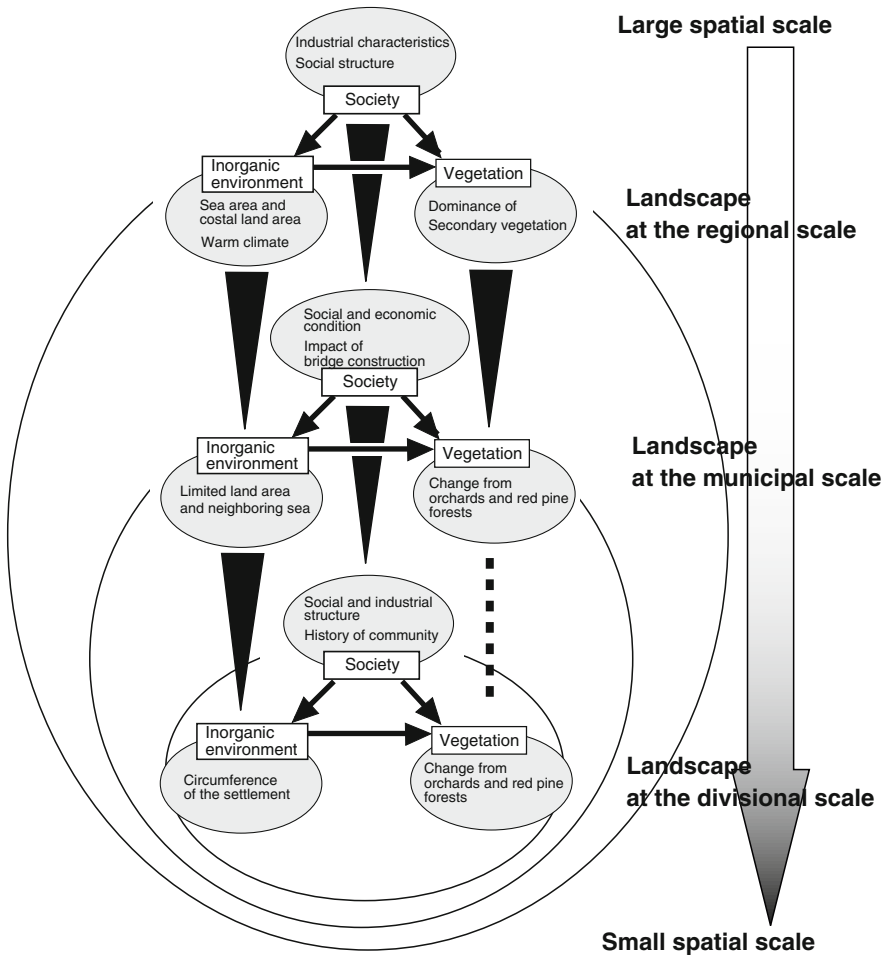 Large spatial scale
Industrial characteristics
Social structure
Society
Inorganic
environment
Vegetation
Sea area and
costal land area
Warm climate
Dominance of
Secondary vegetation
Landscape
at the regional scale
Social and economic
condition
Impact of
bridge construction
Society
Inorganic
environment
Vegetation
Limited land area
and neighboring sea
Change from
orchards and red pine
forests
Landscape
at the municipal scale
Social and industrial
structure
History of community
Society
Inorganic
environment
Vegetation
Circumference
of the settlement
Change from
orchards and red pine
forests
Landscape
at the divisional scale
Small spatial scale